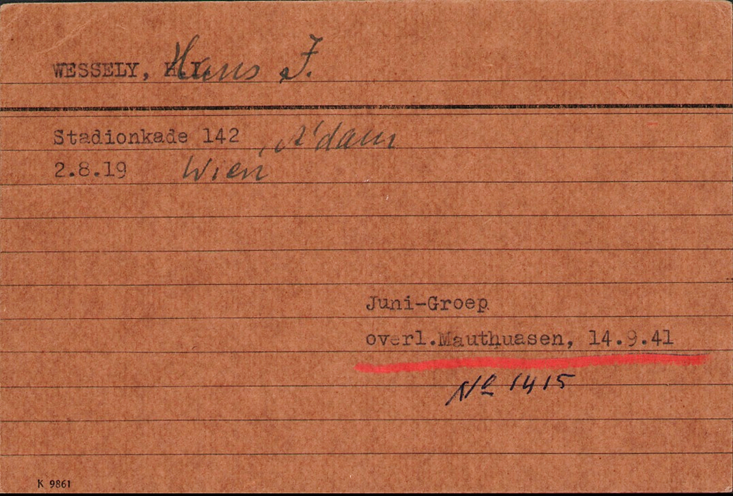 WESSELY, H.J. Hans J.
Stadionkade 142, A'dam
2.8.19 Wien
Juni-Groep
overl.Mauthuasen, 14.9.41
No 1415
K 9861